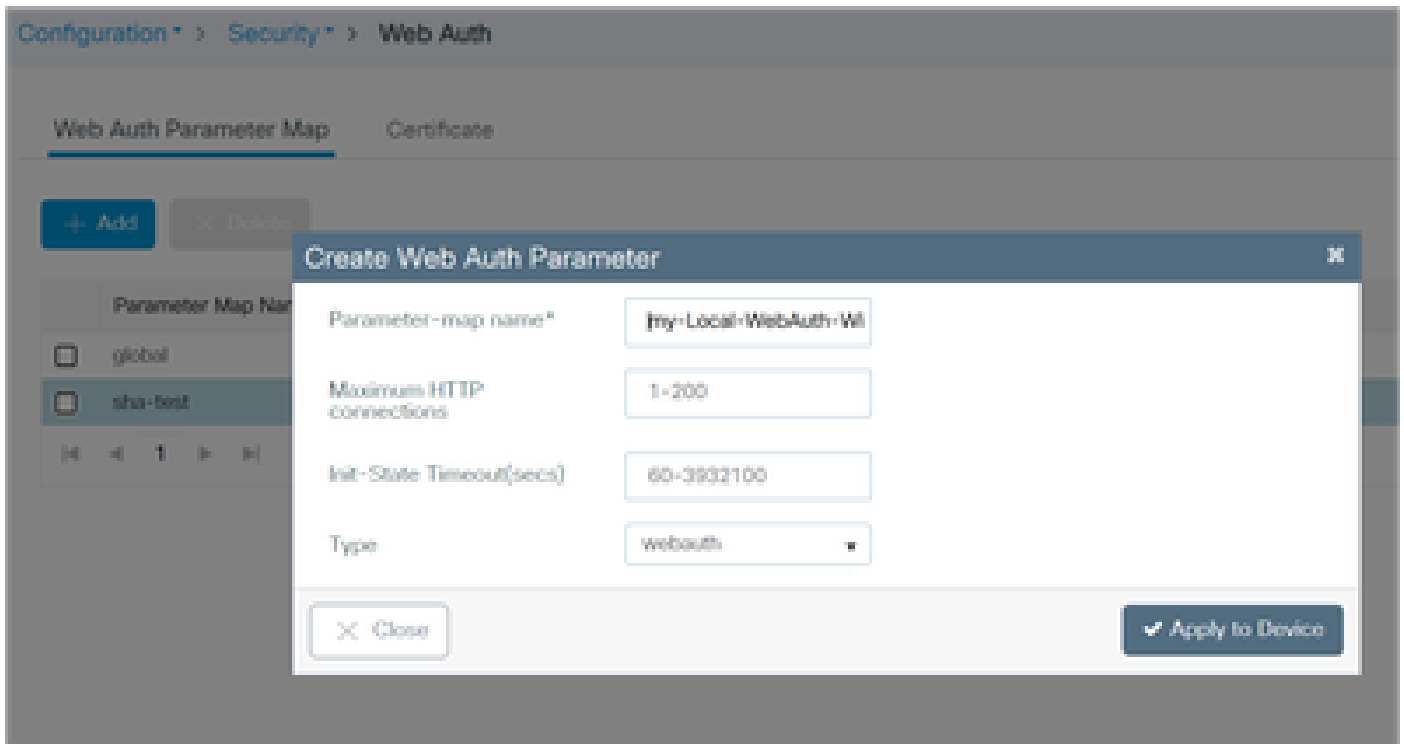 Configuration > Security > Web Auth
Web Auth Parameter Map Certificate
+ Add × Delete
Create Web Auth Parameter ×
Parameter Map Nar
Parameter-map name* my-Local-WebAuth-Wl
global
Maximum HTTP connections 1-200
sha-test
1
Init-State Timeout(secs) 60-3932100
Type webauth
× Close ✔ Apply to Device